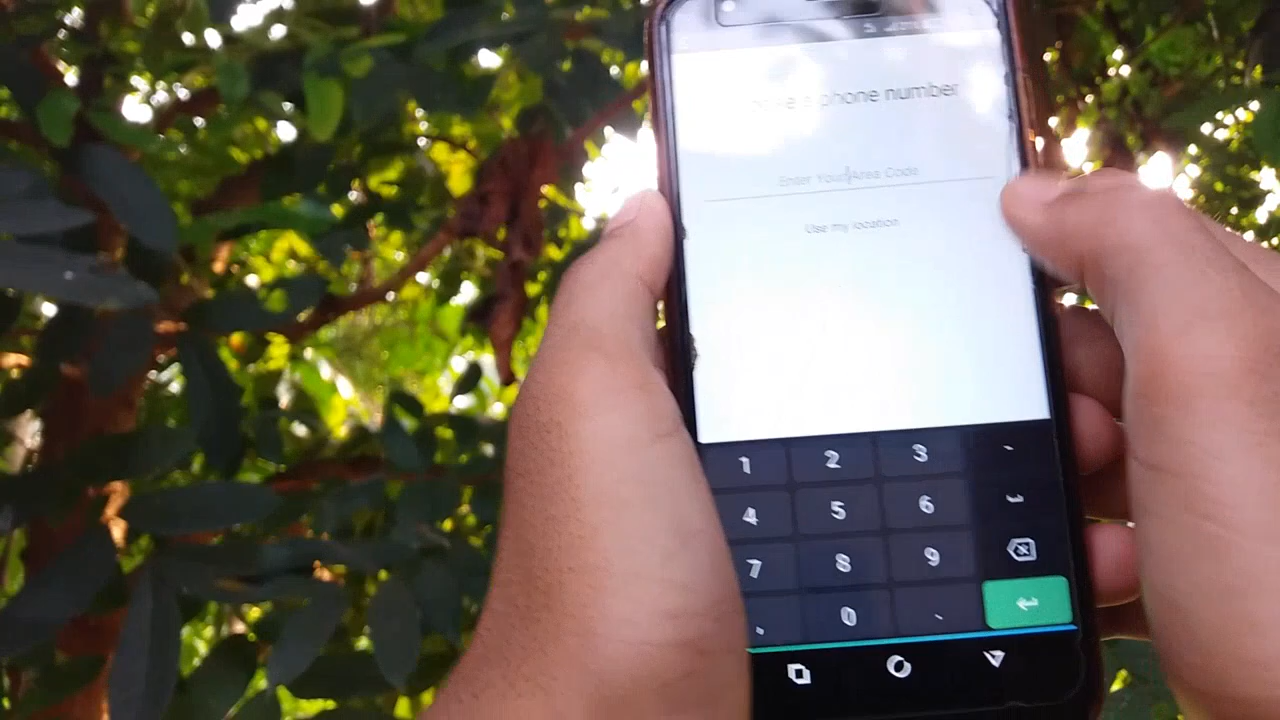 a phone number
Enter Your Area Code
Use my location
1 2 3 -
4 5 6
7 8 9
, 0 .